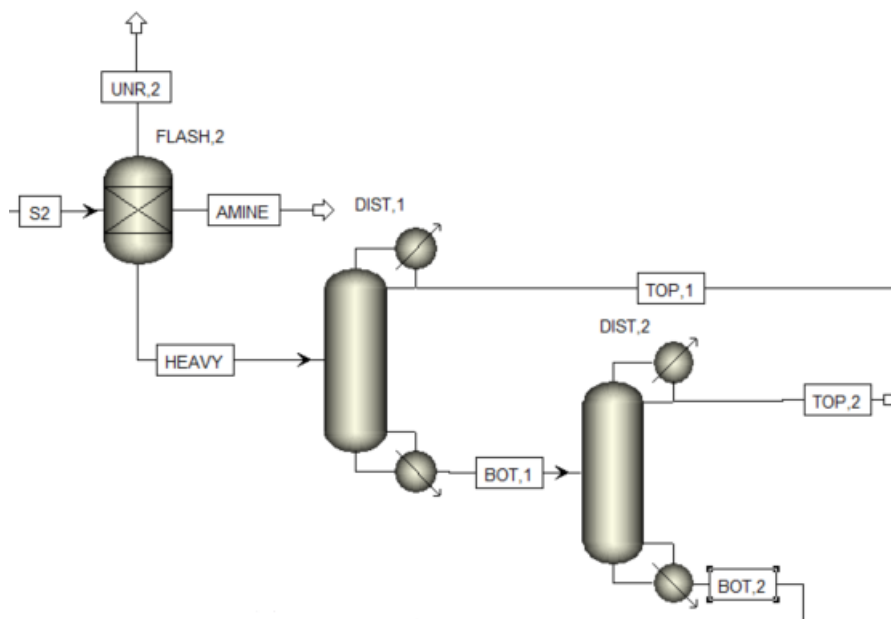 UNR,2
FLASH,2
S2
AMINE
DIST,1
TOP,1
DIST,2
HEAVY
TOP,2
BOT,1
BOT,2